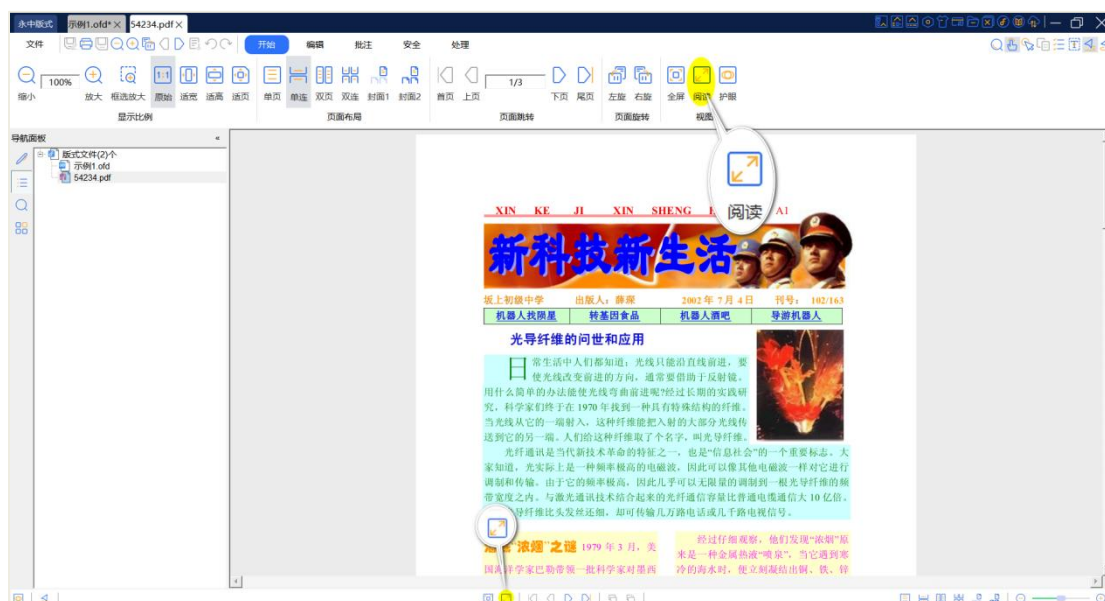 永中版式 示例1.ofd* × 54234.pdf ×
文件 开始 编辑 批注 安全 处理
100% 1/3
缩小 放大 框选放大 原始 适宽 适高 适页 单页 单连 双页 双连 封面1 封面2 首页 上页 下页 尾页 左旋 右旋 全屏 阅读 护眼
显示比例 页面布局 页面跳转 页面旋转 视图
导航面板 «
版式文件(2)个
示例1.ofd
54234.pdf
阅读
XIN KE JI XIN SHENG A1
新科技新生活
坂上初级中学 出版人：薛琛 2002 年 7 月 4 日 刊号： 102/163
机器人找陨星 转基因食品 机器人酒吧 导游机器人
光导纤维的问世和应用
日常生活中人们都知道：光线只能沿直线前进，要
使光线改变前进的方向，通常要借助于反射镜。
用什么简单的办法能使光线弯曲前进呢?经过长期的实践研
究，科学家们终于在 1970 年找到一种具有特殊结构的纤维。
当光线从它的一端射入，这种纤维能把入射的大部分光线传
送到它的另一端。人们给这种纤维取了个名字，叫光导纤维。
光纤通讯是当代新技术革命的特征之一，也是“信息社会”的一个重要标志。大
家知道，光实际上是一种频率极高的电磁波，因此可以像其他电磁波一样对它进行
调制和传输。由于它的频率极高，因此几乎可以无限量的调制到一根光导纤维的频
带宽度之内。与激光通讯技术结合起来的光纤通信容量比普通电缆通信大 10 亿倍。
导纤维比头发丝还细，却可传输几万路电话或几千路电视信号。
“浓烟”之谜 1979 年 3 月，美
国海洋学家巴勒带领一批科学家对墨西
经过仔细观察，他们发现“浓烟”原
来是一种金属热液“喷泉”，当它遇到寒
冷的海水时，便立刻凝结出铜、铁、锌